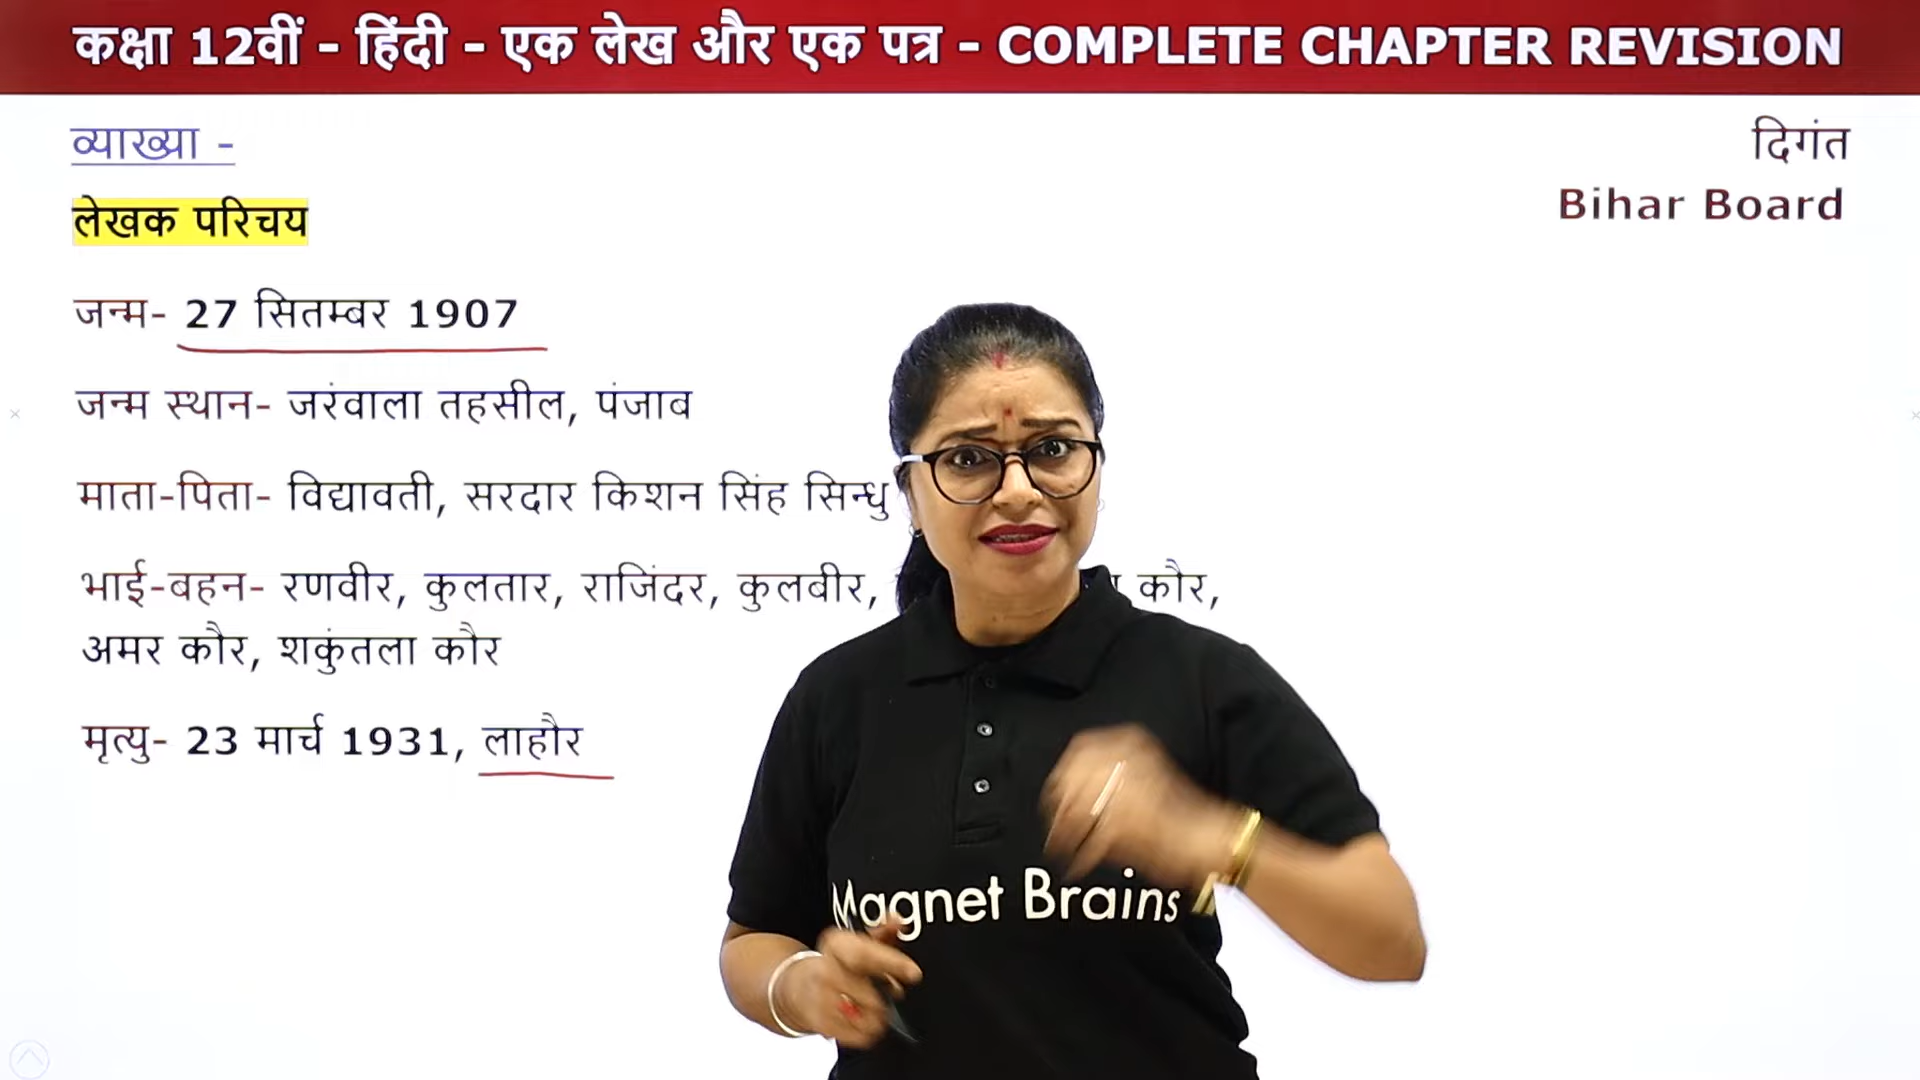 कक्षा 12वीं - हिंदी - एक लेख और एक पत्र - COMPLETE CHAPTER REVISION
व्याख्या -
दिगंत
Bihar Board
लेखक परिचय
जन्म- 27 सितम्बर 1907
जन्म स्थान- जरंवाला तहसील, पंजाब
माता-पिता- विद्यावती, सरदार किशन सिंह सिन्धु
भाई-बहन- रणवीर, कुलतार, राजिंदर, कुलबीर, कौर,
अमर कौर, शकुंतला कौर
मृत्यु- 23 मार्च 1931, लाहौर
Magnet Brains